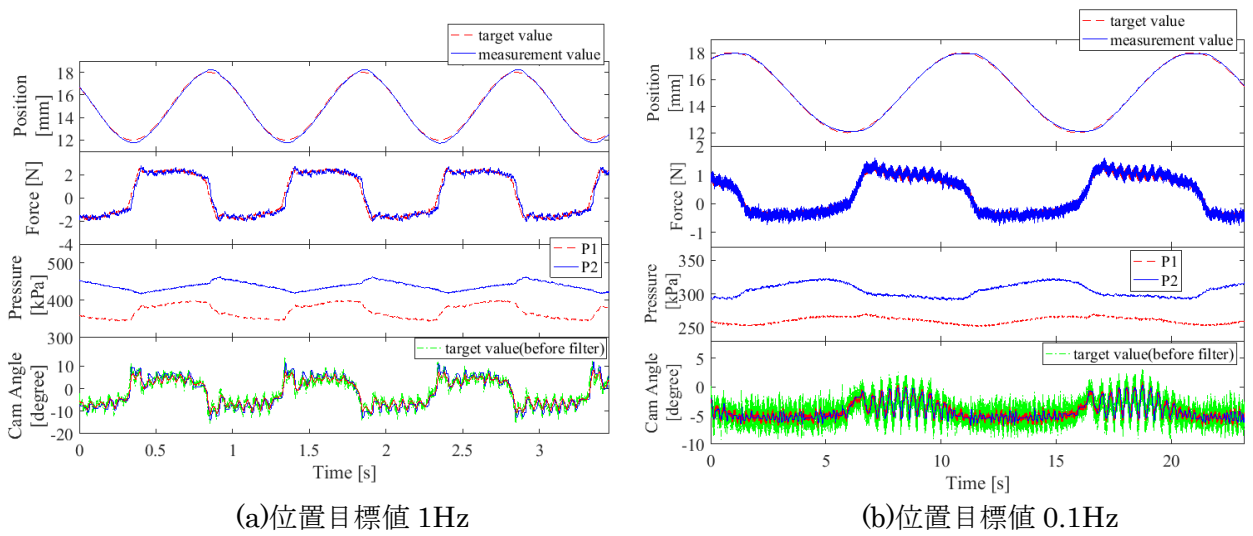 target value
measurement value
18
16
14
12
Position
[mm]
2
0
-2
-4
Force [N]
P1
P2
500
400
300
Pressure
[kPa]
target value(before filter)
10
0
-10
-20
Cam Angle
[degree]
0
0.5
1
1.5
2
2.5
3
Time [s]
(a)位置目標値 1Hz
target value
measurement value
18
16
14
12
Position
[mm]
2
1
0
-1
Force [N]
P1
P2
350
300
250
Pressure
[kPa]
target value(before filter)
5
0
-5
-10
Cam Angle
[degree]
0
5
10
15
20
Time [s]
(b)位置目標値 0.1Hz